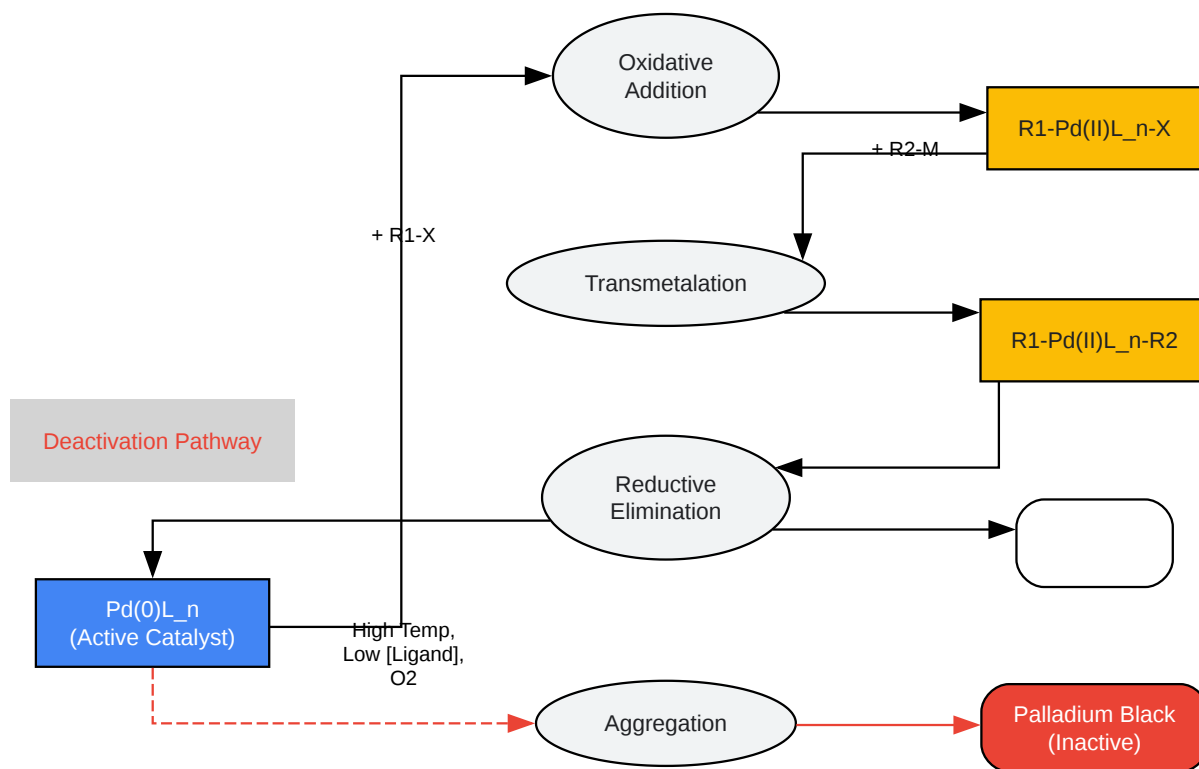 Oxidative
Addition
R1-Pd(II)L_n-X
+ R2-M
+ R1-X
Transmetalation
R1-Pd(II)L_n-R2
Deactivation Pathway
Reductive
Elimination
Pd(0)L_n
(Active Catalyst)
High Temp,
Low [Ligand],
O2
Aggregation
Palladium Black
(Inactive)